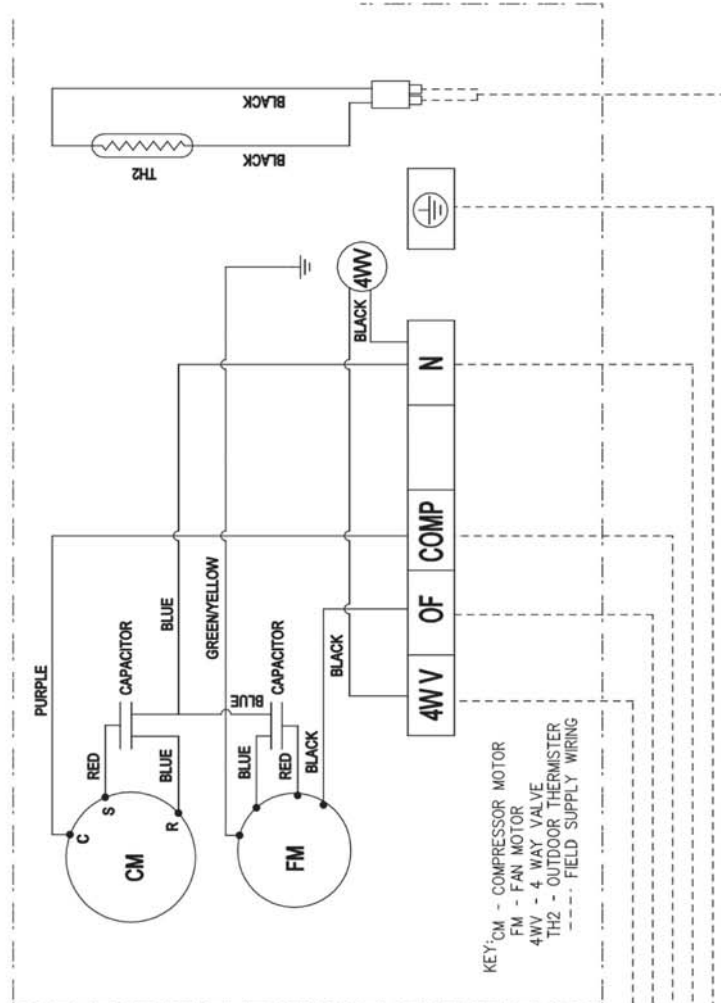 BLACK
BLACK
TH2
4WV
BLACK
PURPLE
BLUE
GREEN/YELLOW
CAPACITOR
RED
BLUE
BLUE
CAPACITOR
BLUE
RED
BLACK
BLACK
C
S
R
CM
FM
4WV
OF
COMP
N
KEY:
CM - COMPRESSOR MOTOR
FM - FAN MOTOR
4WV - 4 WAY VALVE
TH2 - OUTDOOR THERMISTER
---- FIELD SUPPLY WIRING